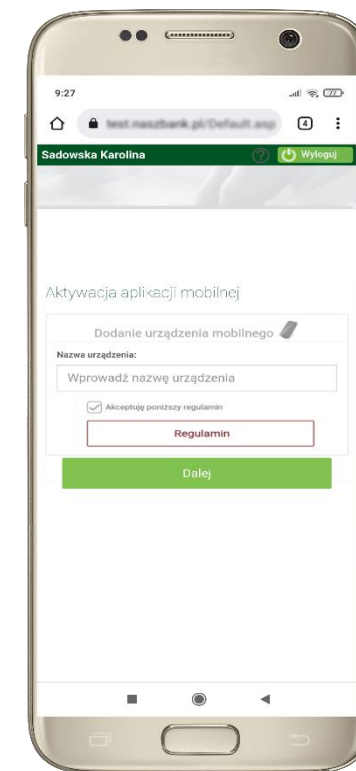 9:27
77
4
Sadowska Karolina
?
Wyloguj
Aktywacja aplikacji mobilnej
Dodanie urządzenia mobilnego
Nazwa urządzenia:
Wprowadź nazwę urządzenia
Akceptuję poniższy regulamin
Regulamin
Dalej